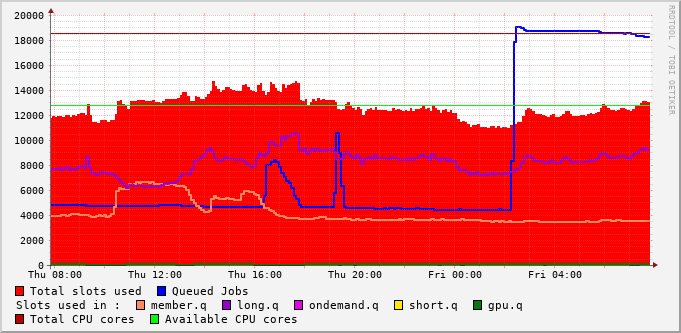 RRDTOOL / TOBI OETIKER
20000
18000
16000
14000
12000
10000
8000
6000
4000
2000
0
Thu 08:00 Thu 12:00 Thu 16:00 Thu 20:00 Fri 00:00 Fri 04:00
Total slots used Queued Jobs
Slots used in : member.q long.q ondemand.q short.q gpu.q
Total CPU cores Available CPU cores